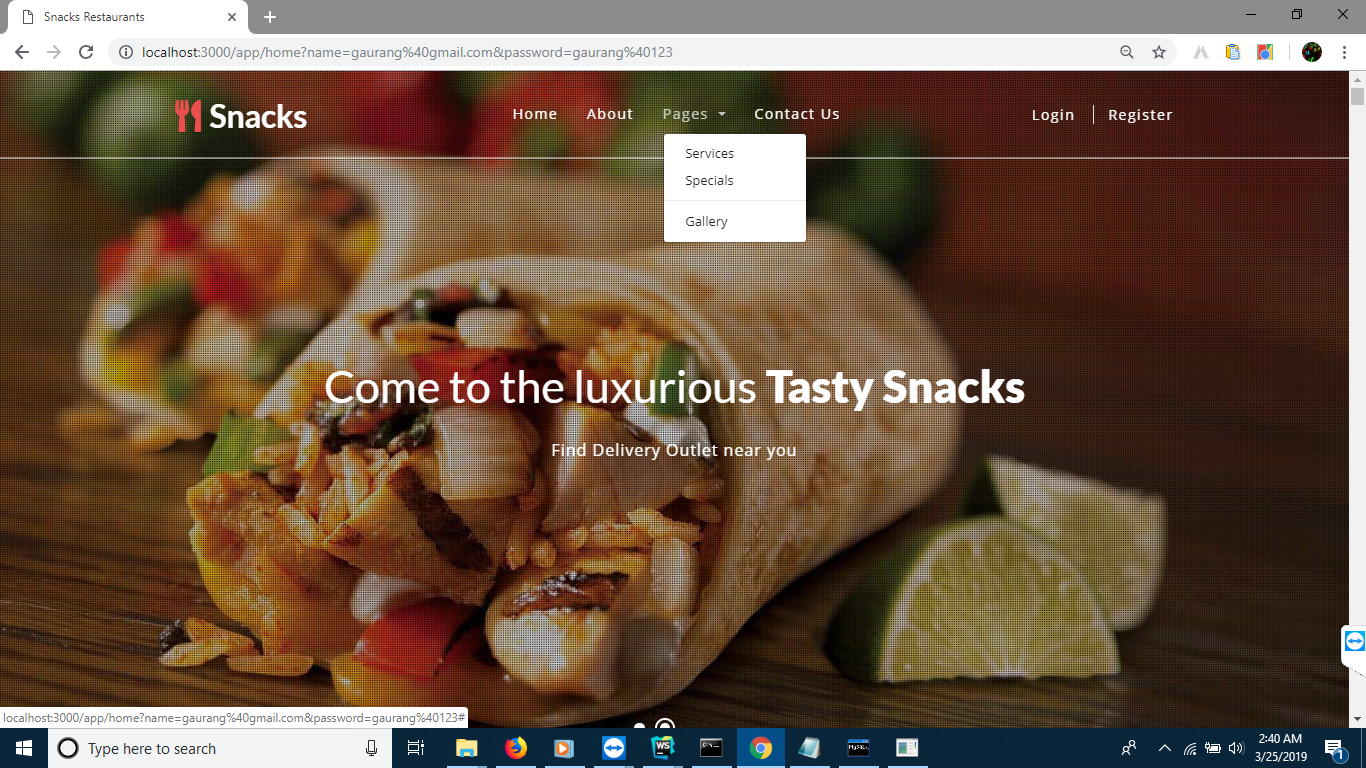 Snacks Restaurants
localhost:3000/app/home?name=gaurang%40gmail.com&password=gaurang%40123
Snacks
Home
About
Pages
Contact Us
Login
Register
Services
Specials
Gallery
Come to the luxurious Tasty Snacks
Find Delivery Outlet near you
localhost:3000/app/home?name=gaurang%40gmail.com&password=gaurang%40123#
Type here to search
WS
2:40 AM
3/25/2019
1